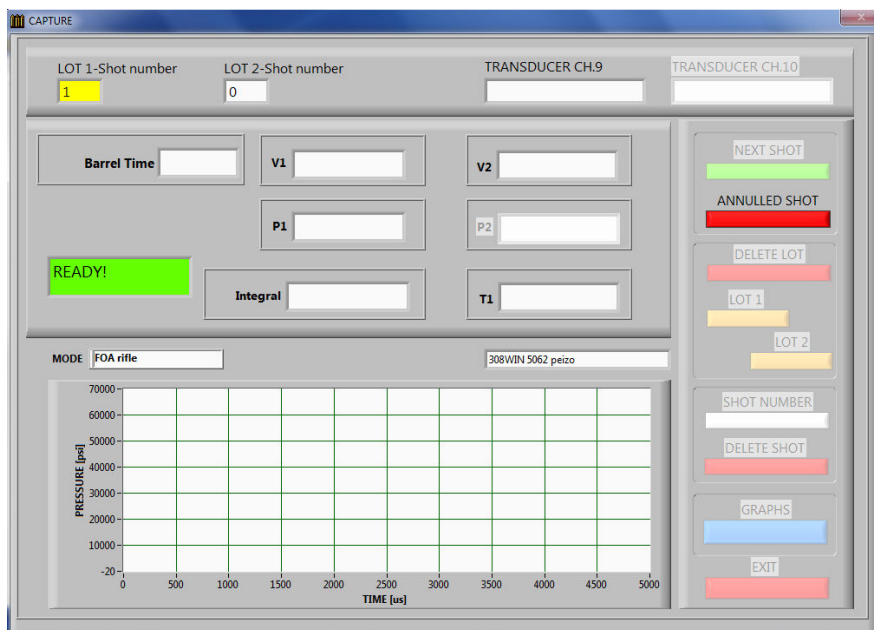 CAPTURE
LOT 1-Shot number
LOT 2-Shot number
TRANSDUCER CH.9
TRANSDUCER CH.10
1
0
Barrel Time
V1
V2
P1
P2
READY!
Integral
T1
NEXT SHOT
ANNULLED SHOT
DELETE LOT
LOT 1
LOT 2
SHOT NUMBER
DELETE SHOT
GRAPHS
EXIT
MODE
FOA rifle
308WIN 5062 peizo
PRESSURE [psi]
70000
60000
50000
40000
30000
20000
10000
-20
0 500 1000 1500 2000 2500 3000 3500 4000 4500 5000
TIME [us]